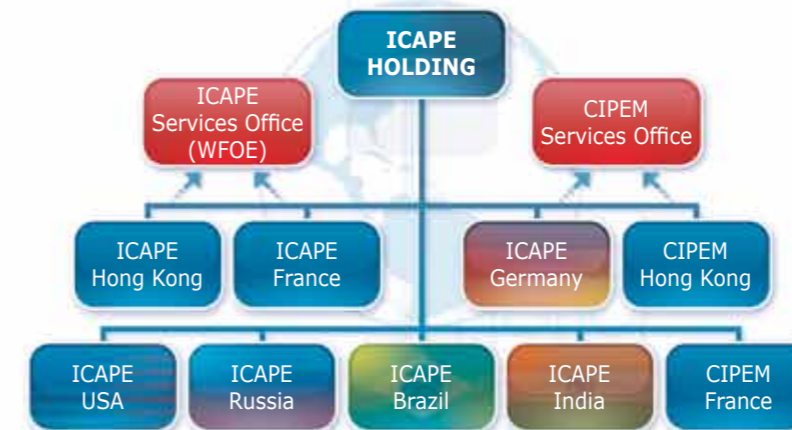 ICAPE
HOLDING
ICAPE
Services Office
(WFOE)
CIPEM
Services Office
ICAPE
Hong Kong
ICAPE
France
ICAPE
Germany
CIPEM
Hong Kong
ICAPE
USA
ICAPE
Russia
ICAPE
Brazil
ICAPE
India
CIPEM
France